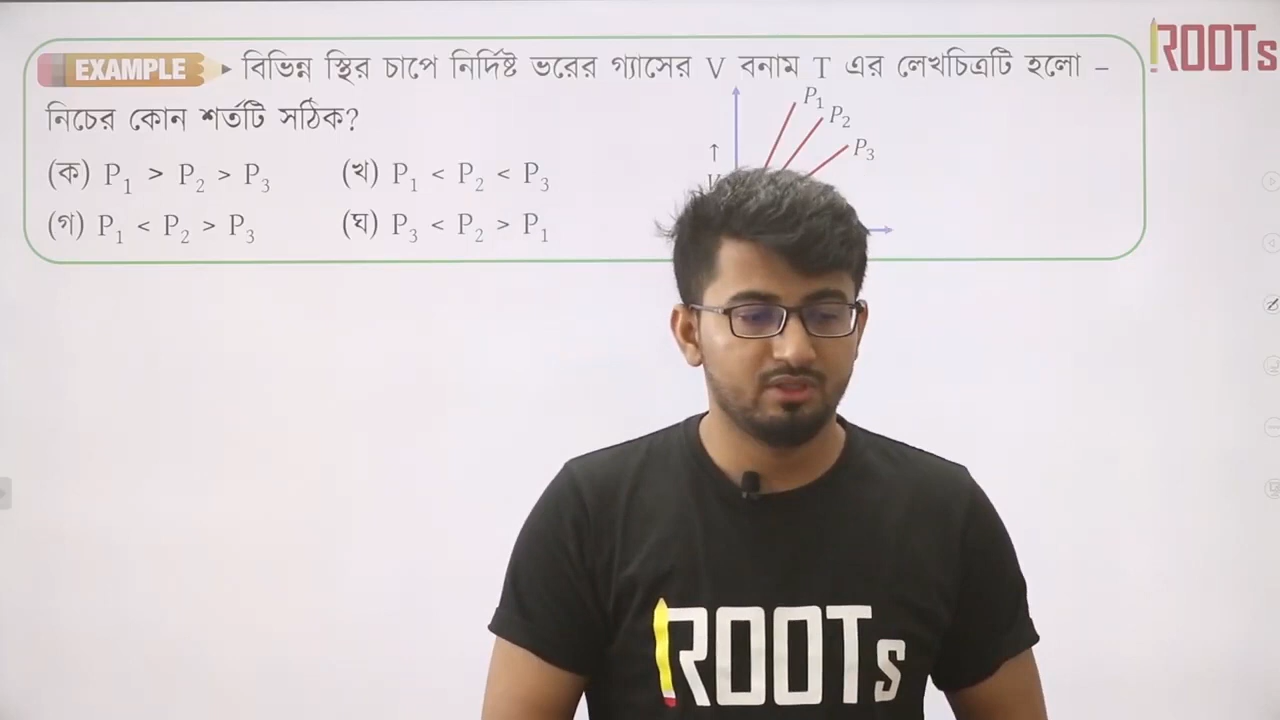 ROOTs
EXAMPLE ▸ বিভিন্ন স্থির চাপে নির্দিষ্ট ভরের গ্যাসের V বনাম T এর লেখচিত্রটি হলো –
নিচের কোন শর্তটি সঠিক?
(ক) P₁ > P₂ > P₃ (খ) P₁ < P₂ < P₃
(গ) P₁ < P₂ > P₃ (ঘ) P₃ < P₂ > P₁
P₁
P₂
P₃
↑
ROOTs